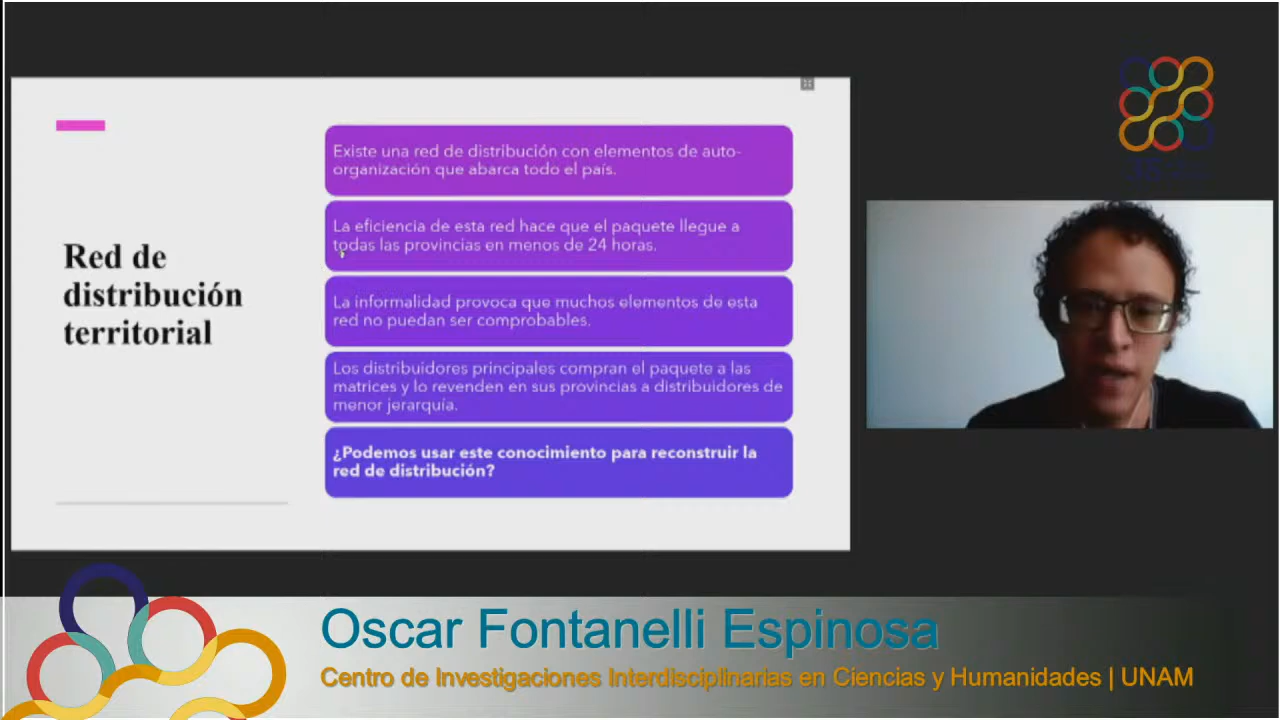 Red de
distribución
territorial
Existe una red de distribución con elementos de auto-
organización que abarca todo el país.
La eficiencia de esta red hace que el paquete llegue a
todas las provincias en menos de 24 horas.
La informalidad provoca que muchos elementos de esta
red no puedan ser comprobables.
Los distribuidores principales compran el paquete a las
matrices y lo revenden en sus provincias a distribuidores de
menor jerarquía.
¿Podemos usar este conocimiento para reconstruir la
red de distribución?
Oscar Fontanelli Espinosa
Centro de Investigaciones Interdisciplinarias en Ciencias y Humanidades | UNAM